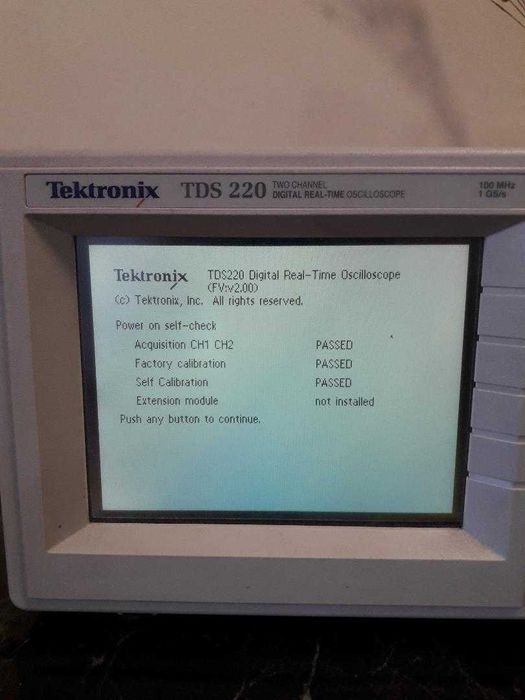 Tektronix TDS 220 TWO CHANNEL
DIGITAL REAL-TIME OSCILLOSCOPE
100 MHz
1 GS/s
Tektronix TDS220 Digital Real-Time Oscilloscope
(FV:v2.00)
(c) Tektronix, Inc. All rights reserved.
Power on self-check
Acquisition CH1 CH2 PASSED
Factory calibration PASSED
Self Calibration PASSED
Extension module not installed
Push any button to continue.